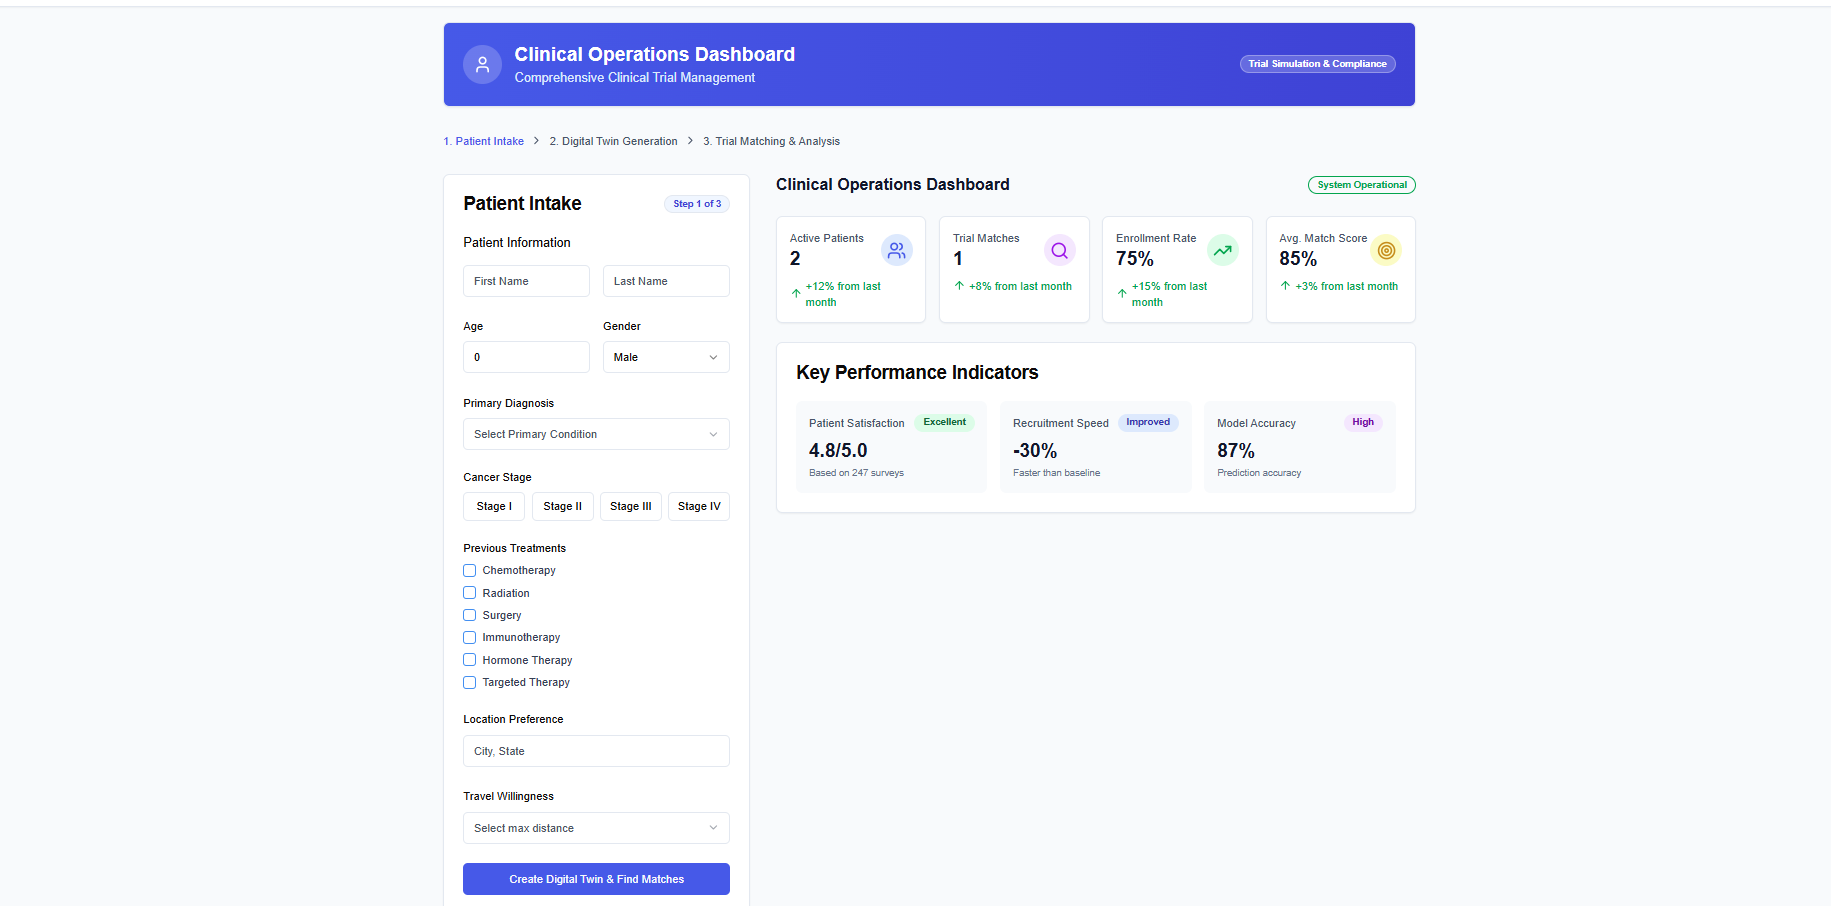 Clinical Operations Dashboard
Comprehensive Clinical Trial Management
Trial Simulation & Compliance
1. Patient Intake
2. Digital Twin Generation
3. Trial Matching & Analysis
Patient Intake
Step 1 of 3
Patient Information
First Name
Last Name
Age
Gender
0
Male
Primary Diagnosis
Select Primary Condition
Cancer Stage
Stage I
Stage II
Stage III
Stage IV
Previous Treatments
Chemotherapy
Radiation
Surgery
Immunotherapy
Hormone Therapy
Targeted Therapy
Location Preference
City, State
Travel Willingness
Select max distance
Create Digital Twin & Find Matches
Clinical Operations Dashboard
System Operational
Active Patients
2
+12% from last
month
Trial Matches
1
+8% from last month
Enrollment Rate
75%
+15% from last
month
Avg. Match Score
85%
+3% from last month
Key Performance Indicators
Patient Satisfaction
Excellent
4.8/5.0
Based on 247 surveys
Recruitment Speed
Improved
-30%
Faster than baseline
Model Accuracy
High
87%
Prediction accuracy